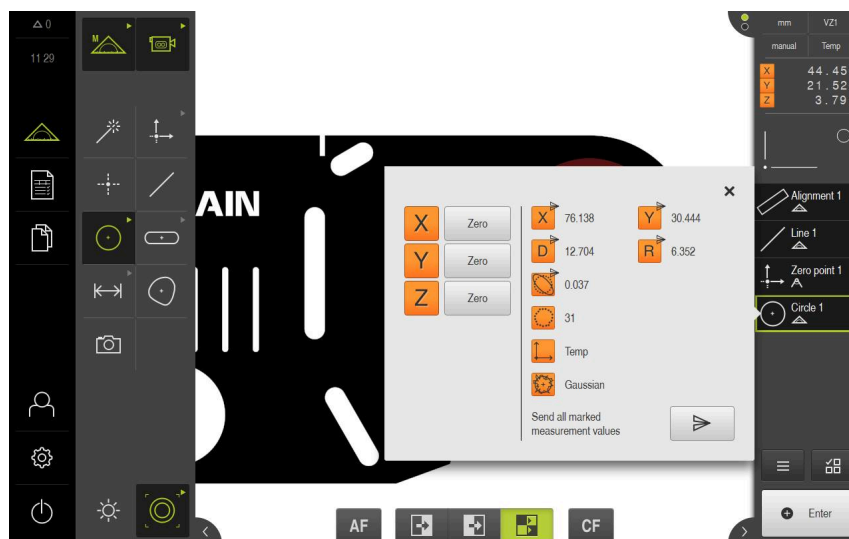 0
11 29
M
AIN
X
Zero
Y
Zero
Z
Zero
X
76.138
Y
30.444
D
12.704
R
6.352
0.037
31
Temp
Gaussian
Send all marked
measurement values
AF
CF
mm
VZ1
manual
Temp
X
44.45
Y
21.52
Z
3.79
Alignment 1
Line 1
Zero point 1
Circle 1
Enter